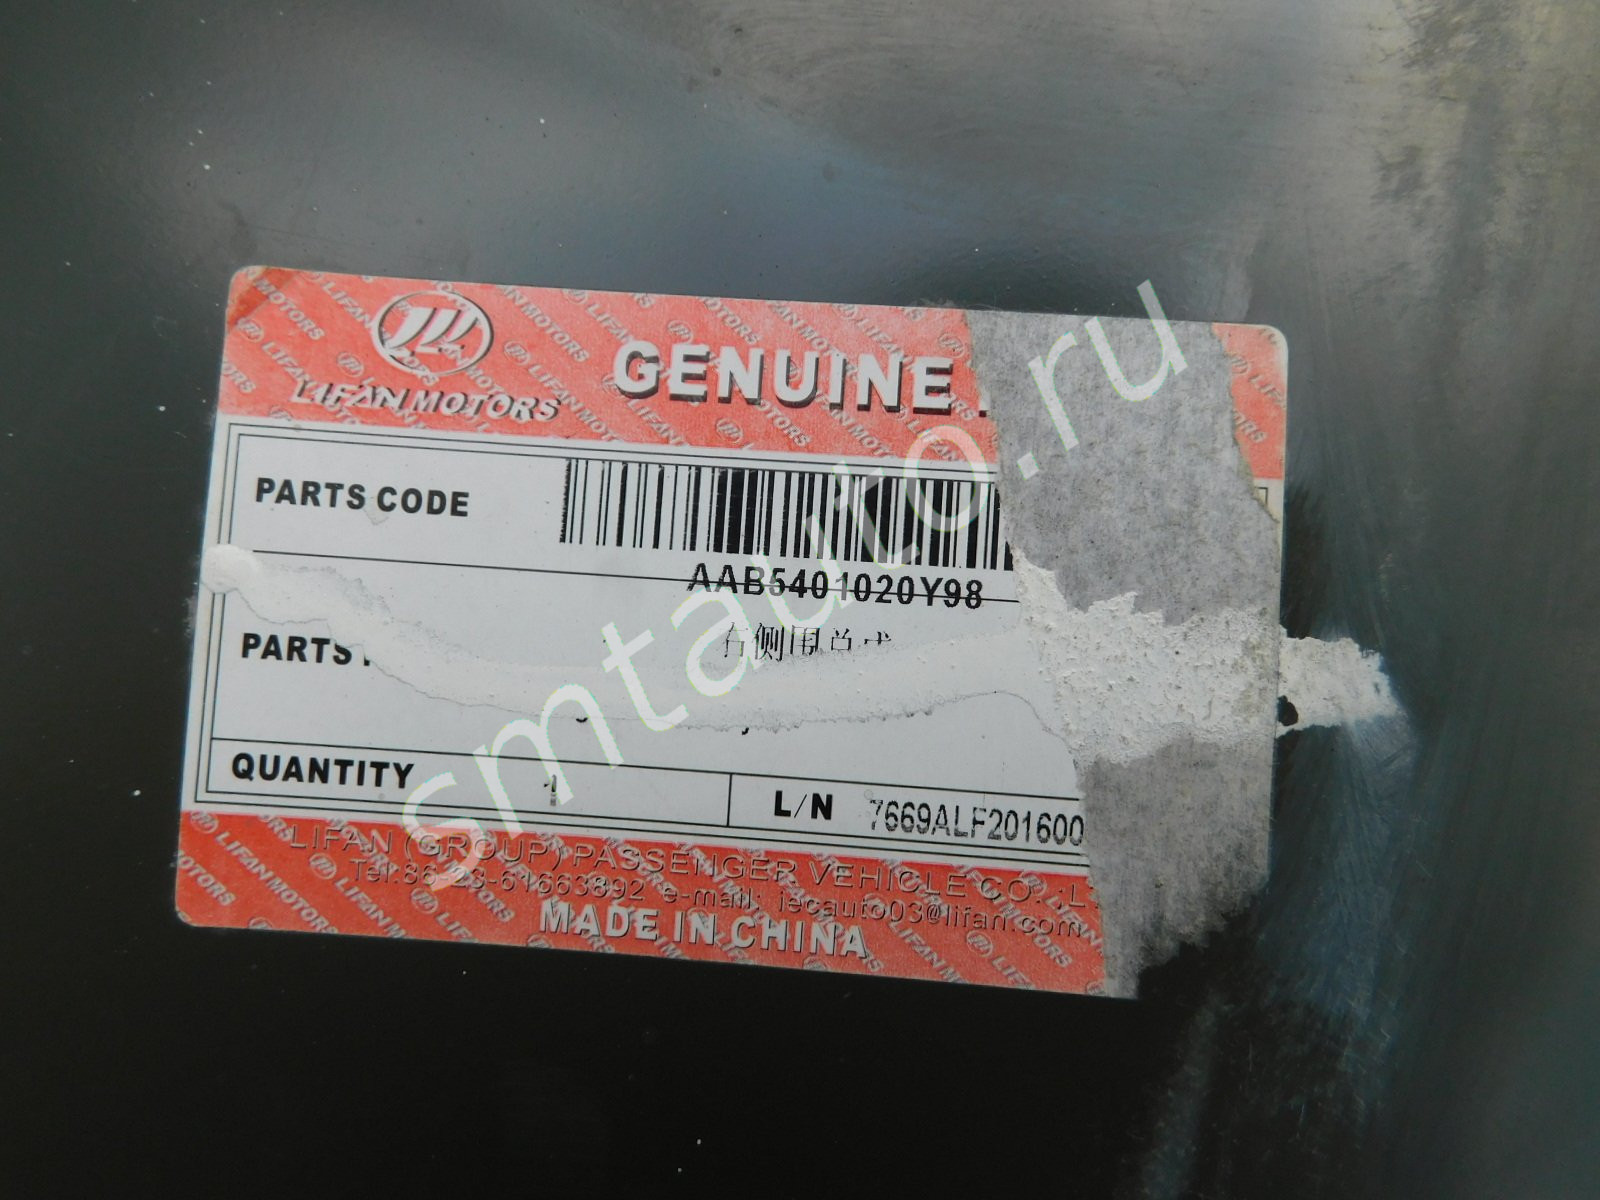 LIFAN MOTORS
GENUINE
PARTS CODE
AAB5401020Y98
PARTS
右侧围总成
QUANTITY 1
L/N 7669ALF201600
LIFAN (GROUP) PASSENGER VEHICLE CO.
Tel:86-23-61663892 e-mail: iecauto03@lifan.com
MADE IN CHINA
smtauto.ru